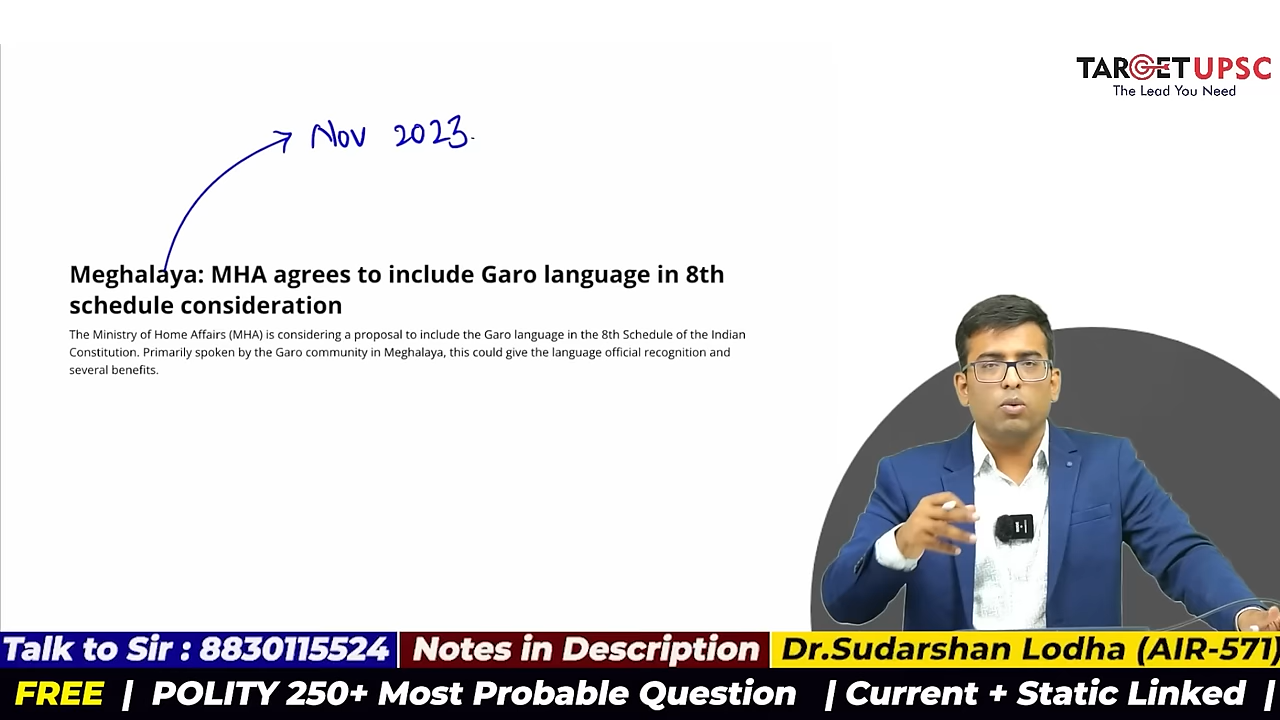 TARGETUPSC
The Lead You Need
Nov 2023.
Meghalaya: MHA agrees to include Garo language in 8th
schedule consideration
The Ministry of Home Affairs (MHA) is considering a proposal to include the Garo language in the 8th Schedule of the Indian
Constitution. Primarily spoken by the Garo community in Meghalaya, this could give the language official recognition and
several benefits.
Talk to Sir : 8830115524 Notes in Description Dr.Sudarshan Lodha (AIR-571)
FREE | POLITY 250+ Most Probable Question | Current + Static Linked |